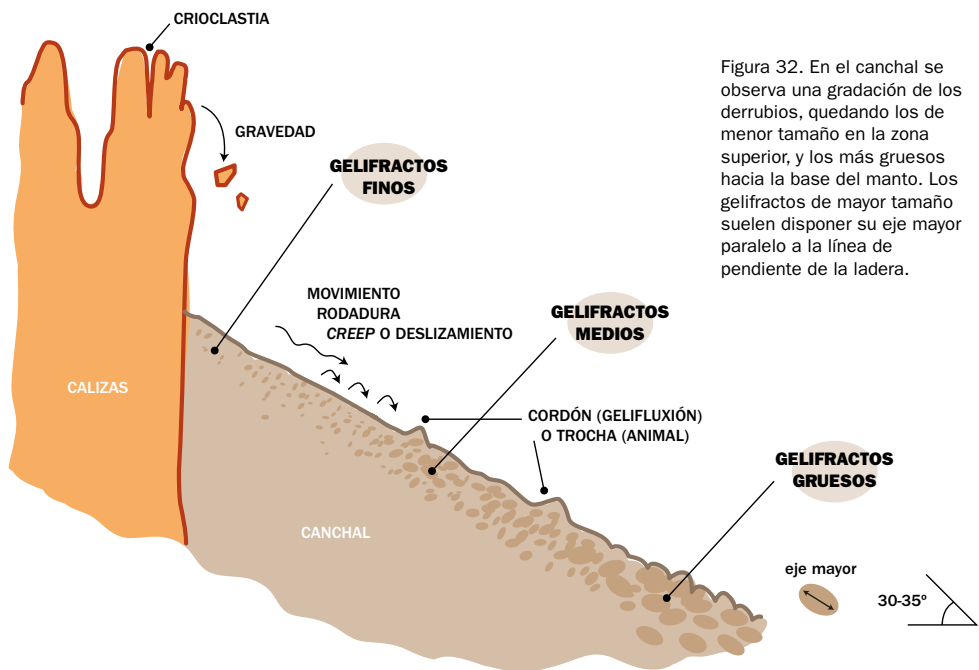 CRIOCLASTIA
GRAVEDAD
GELIFRACTOS
FINOS
Figura 32. En el canchal se
observa una gradación de los
derrubios, quedando los de
menor tamaño en la zona
superior, y los más gruesos
hacia la base del manto. Los
gelifractos de mayor tamaño
suelen disponer su eje mayor
paralelo a la línea de
pendiente de la ladera.
MOVIMIENTO
RODADURA
CREEP O DESLIZAMIENTO
GELIFRACTOS
MEDIOS
CALIZAS
CORDÓN (GELIFLUXIÓN)
O TROCHA (ANIMAL)
GELIFRACTOS
GRUESOS
CANCHAL
eje mayor
30-35º